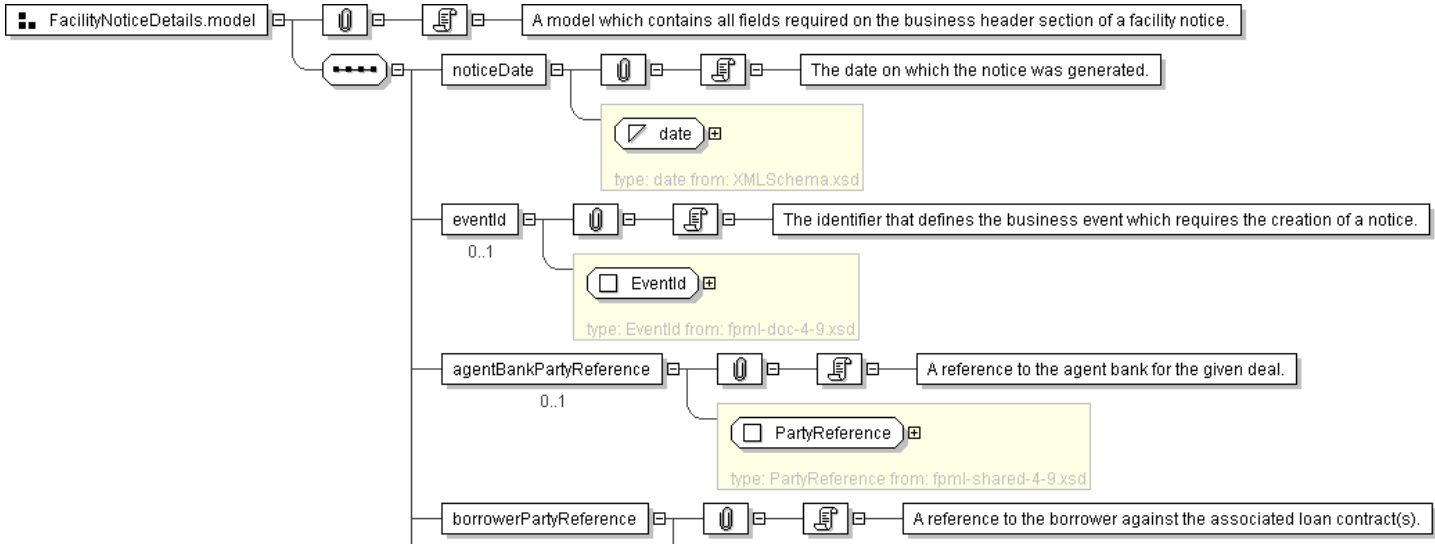 FacilityNoticeDetails.model
A model which contains all fields required on the business header section of a facility notice.
noticeDate
The date on which the notice was generated.
date
type: date from: XMLSchema.xsd
eventId
The identifier that defines the business event which requires the creation of a notice.
0..1
EventId
type: EventId from: fpml-doc-4-9.xsd
agentBankPartyReference
A reference to the agent bank for the given deal.
0..1
PartyReference
type: PartyReference from: fpml-shared-4-9.xsd
borrowerPartyReference
A reference to the borrower against the associated loan contract(s).